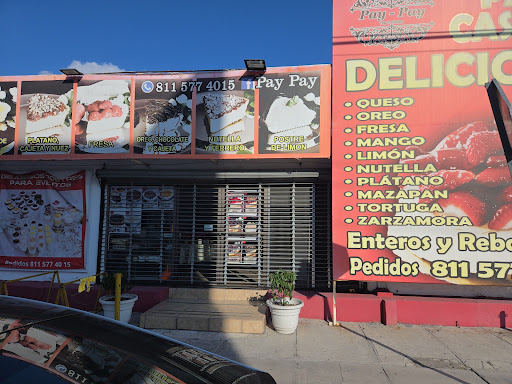 811 577 4015 f Pay Pay
PLATANO
CAJETA Y NUEZ
FRESA
OREO CHOCOLATE
CAJETA
NUTELLA
Y FERRERO
POSTRE
DE LIMON
PARA EVENTOS
Pedidos 811 577 4015
Pay - Pay
DELICIO
• QUESO
• OREO
• FRESA
• MANGO
• LIMÓN
• NUTELLA
• PLÁTANO
• MAZAPAN
• TORTUGA
• ZARZAMORA
Enteros y Rebo
Pedidos 811 57